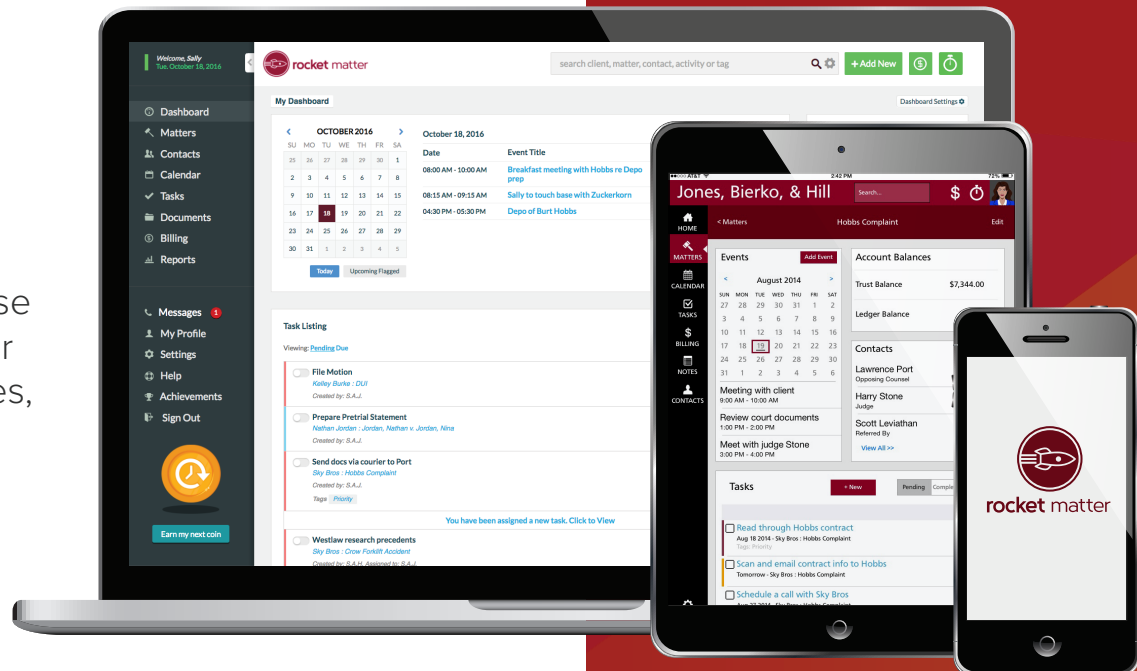 se
r
es,
Welcome, Sally
Tue. October 18, 2016
Dashboard
Matters
Contacts
Calendar
Tasks
Documents
Billing
Reports
Messages 1
My Profile
Settings
Help
Achievements
Sign Out
Earn my next coin
rocket matter
search client, matter, contact, activity or tag
+ Add New
$
My Dashboard
Dashboard Settings
< OCTOBER 2016 >
SU MO TU WE TH FR SA
25 26 27 28 29 30 1
2 3 4 5 6 7 8
9 10 11 12 13 14 15
16 17 18 19 20 21 22
23 24 25 26 27 28 29
30 31 1 2 3 4 5
Today Upcoming Flagged
October 18, 2016
Date Event Title
08:00 AM - 10:00 AM Breakfast meeting with Hobbs re Depo
prep
08:15 AM - 09:15 AM Sally to touch base with Zuckerkorn
04:30 PM - 05:30 PM Depo of Burt Hobbs
Task Listing
Viewing: Pending Due
File Motion
Kelley Burke : DUI
Created by: S.A.J.
Prepare Pretrial Statement
Nathan Jordan : Jordan, Nathan v. Jordan, Nina
Created by: S.A.J.
Send docs via courier to Port
Sky Bros : Hobbs Complaint
Created by: S.A.J.
Tags Priority
You have been assigned a new task. Click to View
Westlaw research precedents
Sky Bros : Crow Forklift Accident
Created by: S.A.H. Assigned to: S.A.J.
AT&T 2:42 PM 72%
Jones, Bierko, & Hill
Search...
$
HOME
MATTERS
CALENDAR
TASKS
$
BILLING
NOTES
CONTACTS
< Matters Hobbs Complaint Edit
Events Add Event
< August 2014 >
SUN MON TUE WED THU FRI SAT
27 28 29 30 31 1 2
3 4 5 6 7 8 9
10 11 12 13 14 15 16
17 18 19 20 21 22 23
24 25 26 27 28 29 30
31 1 2 3 4 5 6
Meeting with client
9:00 AM - 10:00 AM
Review court documents
1:00 PM - 2:00 PM
Meet with judge Stone
3:00 PM - 4:00 PM
Account Balances
Trust Balance $7,344.00
Ledger Balance
Contacts
Lawrence Port
Opposing Counsel
Harry Stone
Judge
Scott Leviathan
Referred By
View All >>
Tasks + New Pending Comple
Read through Hobbs contract
Aug 18 2014 - Sky Bros : Hobbs Complaint
Tags: Priority
Scan and email contract info to Hobbs
Tomorrow - Sky Bros : Hobbs Complaint
Schedule a call with Sky Bros
rocket matter